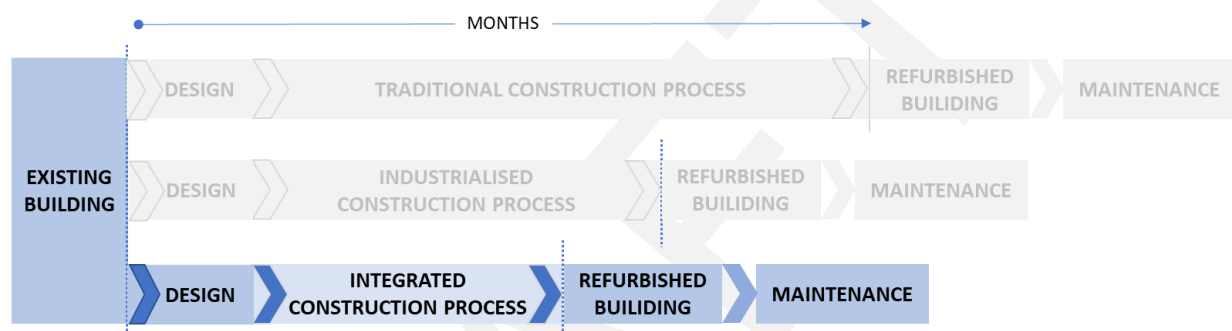 MONTHS
EXISTING
BUILDING
DESIGN
TRADITIONAL CONSTRUCTION PROCESS
REFURBISHED
BUILIDING
MAINTENANCE
DESIGN
INDUSTRIALISED
CONSTRUCTION PROCESS
REFURBISHED
BUILIDING
MAINTENANCE
DESIGN
INTEGRATED
CONSTRUCTION PROCESS
REFURBISHED
BUILIDING
MAINTENANCE